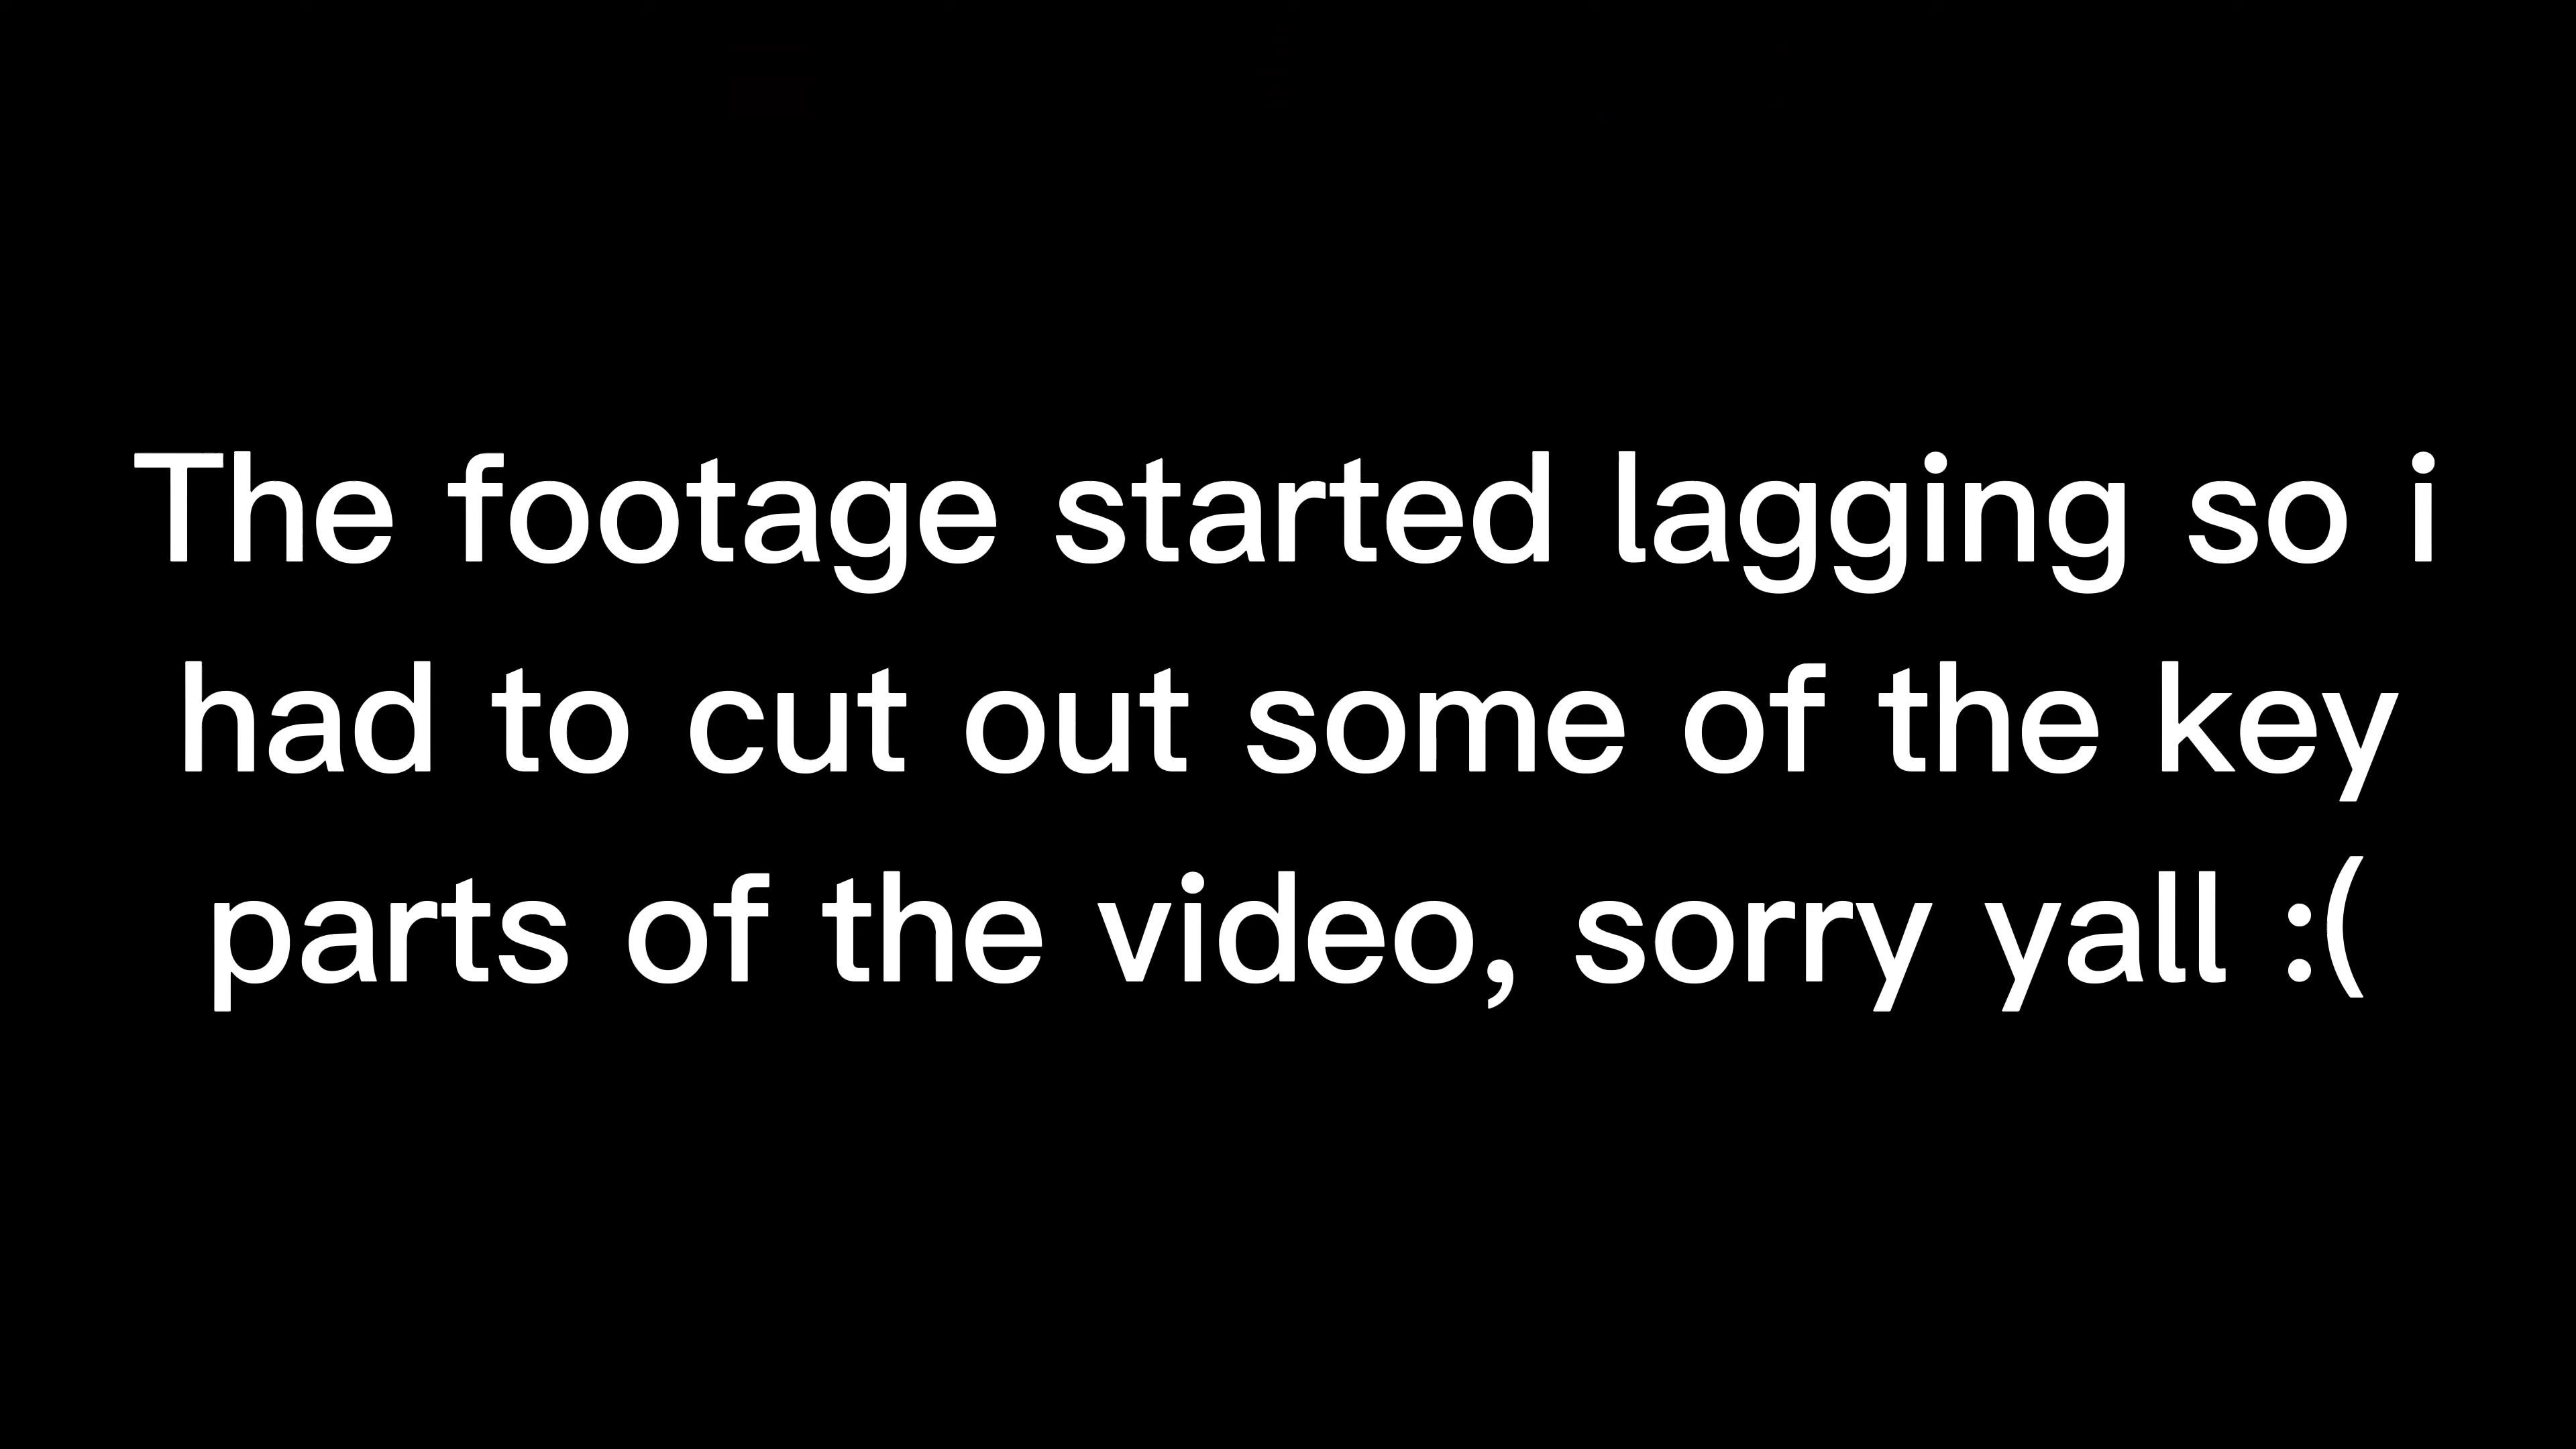 The footage started lagging so i
had to cut out some of the key
parts of the video, sorry yall :(